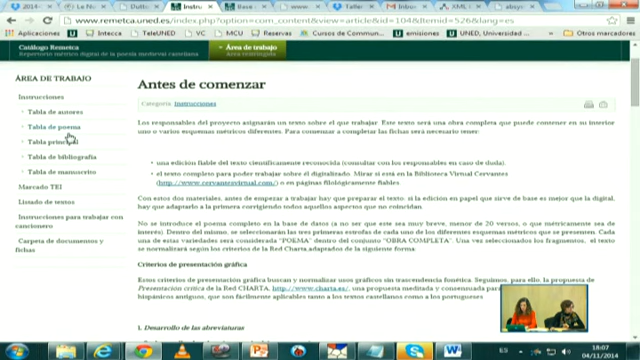 2014-
Le Nu
Dutto
Instru
Base
www.
Taller
Inbox
XML
absys
www.remetca.uned.es/index.php?option=com_content&view=article&id=104&Itemid=526&lang=es
Aplicaciones
Intecca
TeleUNED
VC
MCU
Reservas
Cursos de Communit
emisiones
UNED, Universidad
Otros marcadores
Catálogo Remetca
Repertorio métrico digital de la poesía medieval castellana
Área de trabajo
Área restringida
ÁREA DE TRABAJO
Instrucciones
Tabla de autores
Tabla de poema
Tabla principal
Tabla de bibliografía
Tabla de manuscrito
Marcado TEI
Listado de textos
Instrucciones para trabajar con
cancionero
Carpeta de documentos y
fichas
Antes de comenzar
Categoría: Instrucciones
Los responsables del proyecto asignarán un texto sobre el que trabajar. Este texto será una obra completa que puede contener en su interior
uno o varios esquemas métricos diferentes. Para comenzar a completar las fichas será necesario tener:
una edición fiable del texto científicamente reconocida (consultar con los responsables en caso de duda).
el texto completo para poder trabajar sobre él digitalizado. Mirar si está en la Biblioteca Virtual Cervantes
(http://www.cervantesvirtual.com/) o en páginas filológicamente fiables.
Con estos dos materiales, antes de empezar a trabajar hay que preparar el texto: si la edición en papel que sirve de base es mejor que la digital,
hay que adaptarlo a la primera corrigiendo todos aquellos aspectos que no coincidan.
No se introduce el poema completo en la base de datos (a no ser que este sea muy breve, menor de 20 versos, o que métricamente sea de
interés). Dentro del mismo, se seleccionarán las tres primeras estrofas de cada uno de los diferentes esquemas métricos que se presenten. Cada
una de estas variedades será considerada "POEMA" dentro del conjunto "OBRA COMPLETA". Una vez seleccionados los fragmentos, el texto
se normalizará según los criterios de la Red Charta adaptados de la siguiente forma.
Criterios de presentación gráfica
Estos criterios de presentación gráfica buscan y normalizar usos gráficos sin trascendencia fonética. Seguimos, para ello, la propuesta de
Presentación crítica de la Red CHARTA, http://www.charta.es/, una propuesta meditada y consensuada para
hispánicos antiguos, que son fácilmente aplicables tanto a los textos castellanos como a los portugueses
1. Desarrollo de las abreviaturas
ES
18:07
04/11/2014